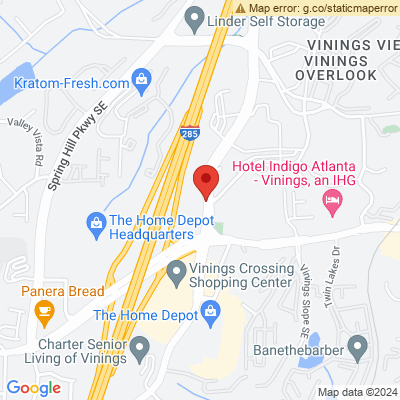 Map error: g.co/staticmaperror
Linder Self Storage
VININGS VIE
VININGS
OVERLOOK
Kratom-Fresh.com
Valley Vista Rd
Spring Hill Pkwy SE
285
Hotel Indigo Atlanta
- Vinings, an IHG
The Home Depot
Headquarters
Vinings Crossing
Shopping Center
Vinings Slope SE
Twin Lakes Dr
Panera Bread
The Home Depot
Charter Senior
Living of Vinings
Banethebarber
Google
Map data ©2024